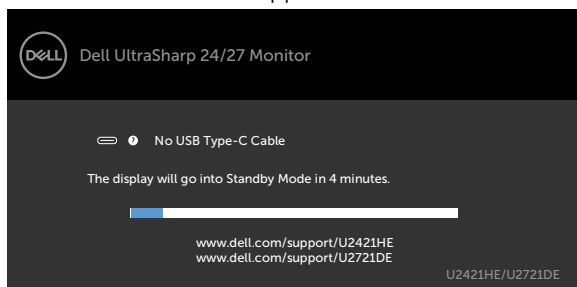 DELL
Dell UltraSharp 24/27 Monitor
? No USB Type-C Cable
The display will go into Standby Mode in 4 minutes.
www.dell.com/support/U2421HE
www.dell.com/support/U2721DE
U2421HE/U2721DE